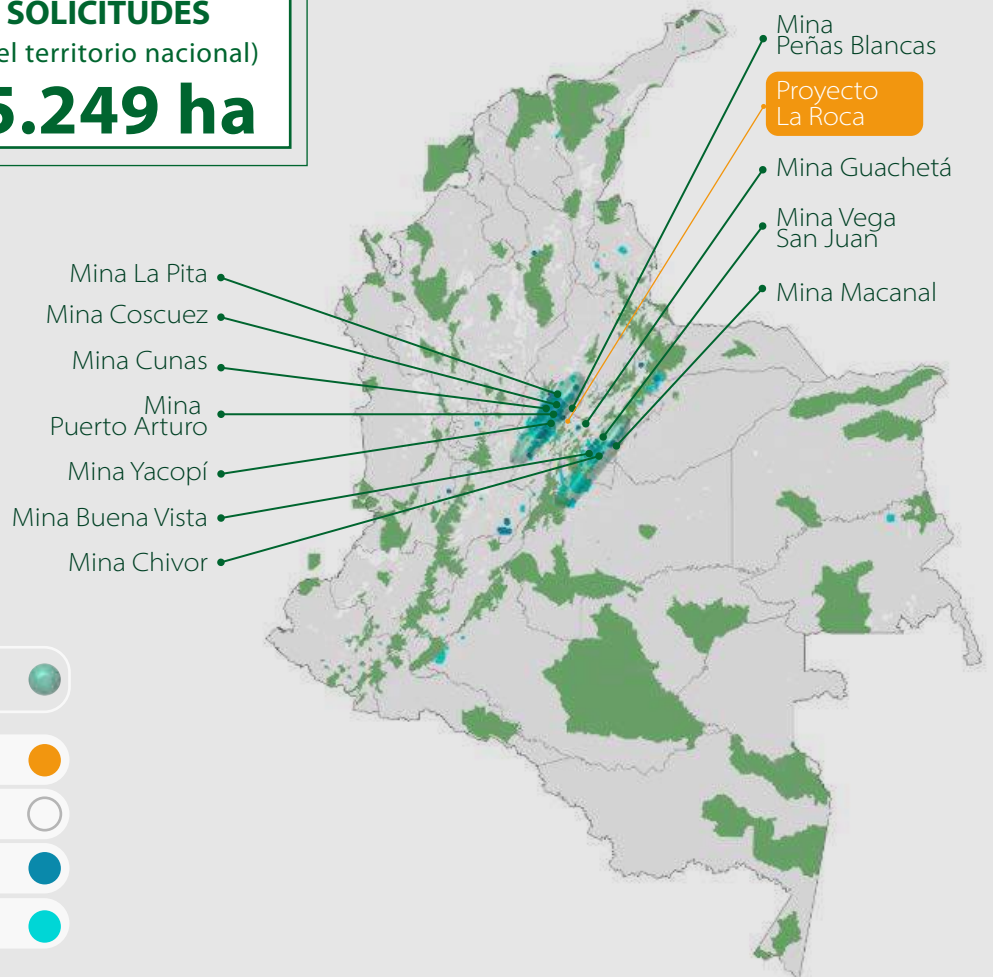 SOLICITUDES
el territorio nacional)
5.249 ha
Mina
Peñas Blancas
Proyecto
La Roca
Mina Guachetá
Mina Vega
San Juan
Mina Macanal
Mina La Pita
Mina Coscuez
Mina Cunas
Mina
Puerto Arturo
Mina Yacopí
Mina Buena Vista
Mina Chivor